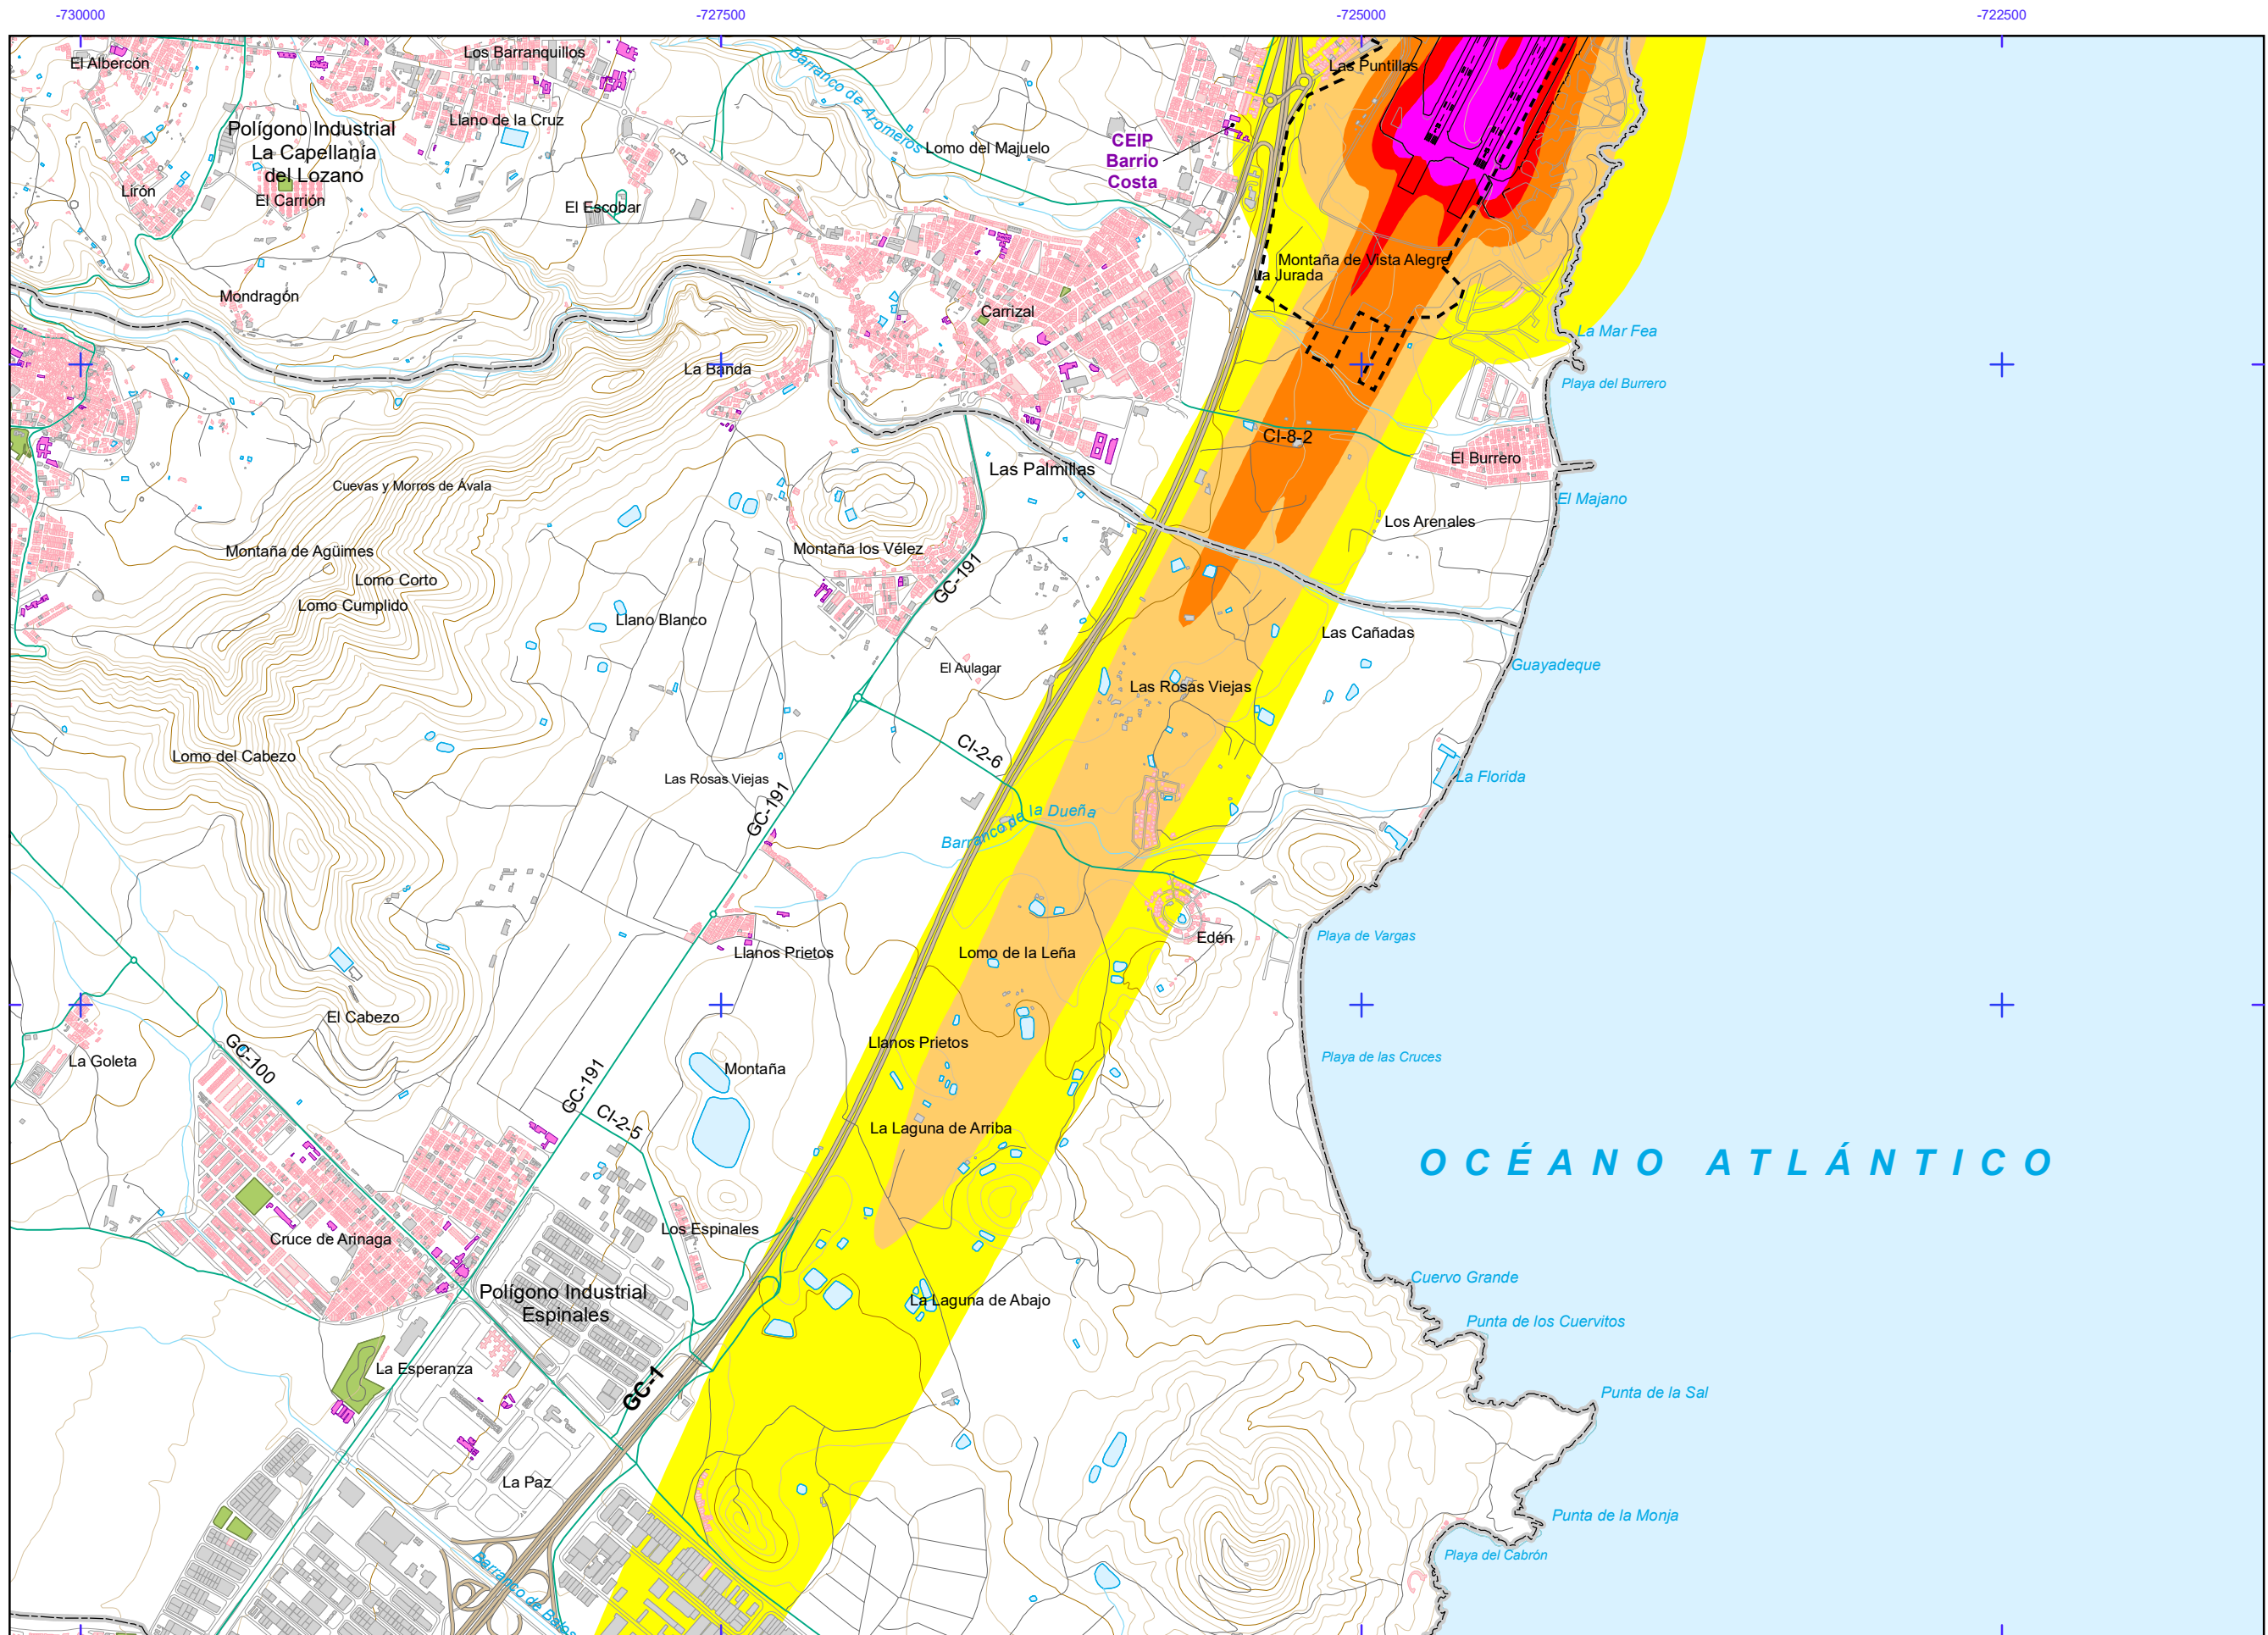 -730000
-727500
-725000
-722500
El Albercón
Los Barranquillos
Las Puntillas
Barranco de Aromeros
Llano de la Cruz
Polígono Industrial
La Capellanía
del Lozano
Lomo del Majuelo
CEIP
Barrio
Costa
Lirón
El Carrión
El Escobar
Montaña de Vista Alegre
La Jurada
Mondragón
Carrizal
La Mar Fea
La Banda
Playa del Burrero
CI-8-2
El Burrero
Las Palmillas
Cuevas y Morros de Ávala
El Majano
Los Arenales
Montaña de Agüimes
Montaña los Vélez
Lomo Corto
GC-191
Lomo Cumplido
Llano Blanco
Las Cañadas
El Aulagar
Guayadeque
Las Rosas Viejas
Lomo del Cabezo
CI-2-6
Las Rosas Viejas
La Florida
GC-191
Barranco de la Dueña
Edén
Playa de Vargas
Llanos Prietos
Lomo de la Leña
El Cabezo
Llanos Prietos
La Goleta
GC-100
Playa de las Cruces
Montaña
GC-191
CI-2-5
La Laguna de Arriba
OCÉANO ATLÁNTICO
Los Espinales
Cruce de Arinaga
Cuervo Grande
Polígono Industrial
Espinales
La Laguna de Abajo
Punta de los Cuervitos
La Esperanza
GC-1
Punta de la Sal
La Paz
Punta de la Monja
Playa del Cabrón
Barranco de Balos